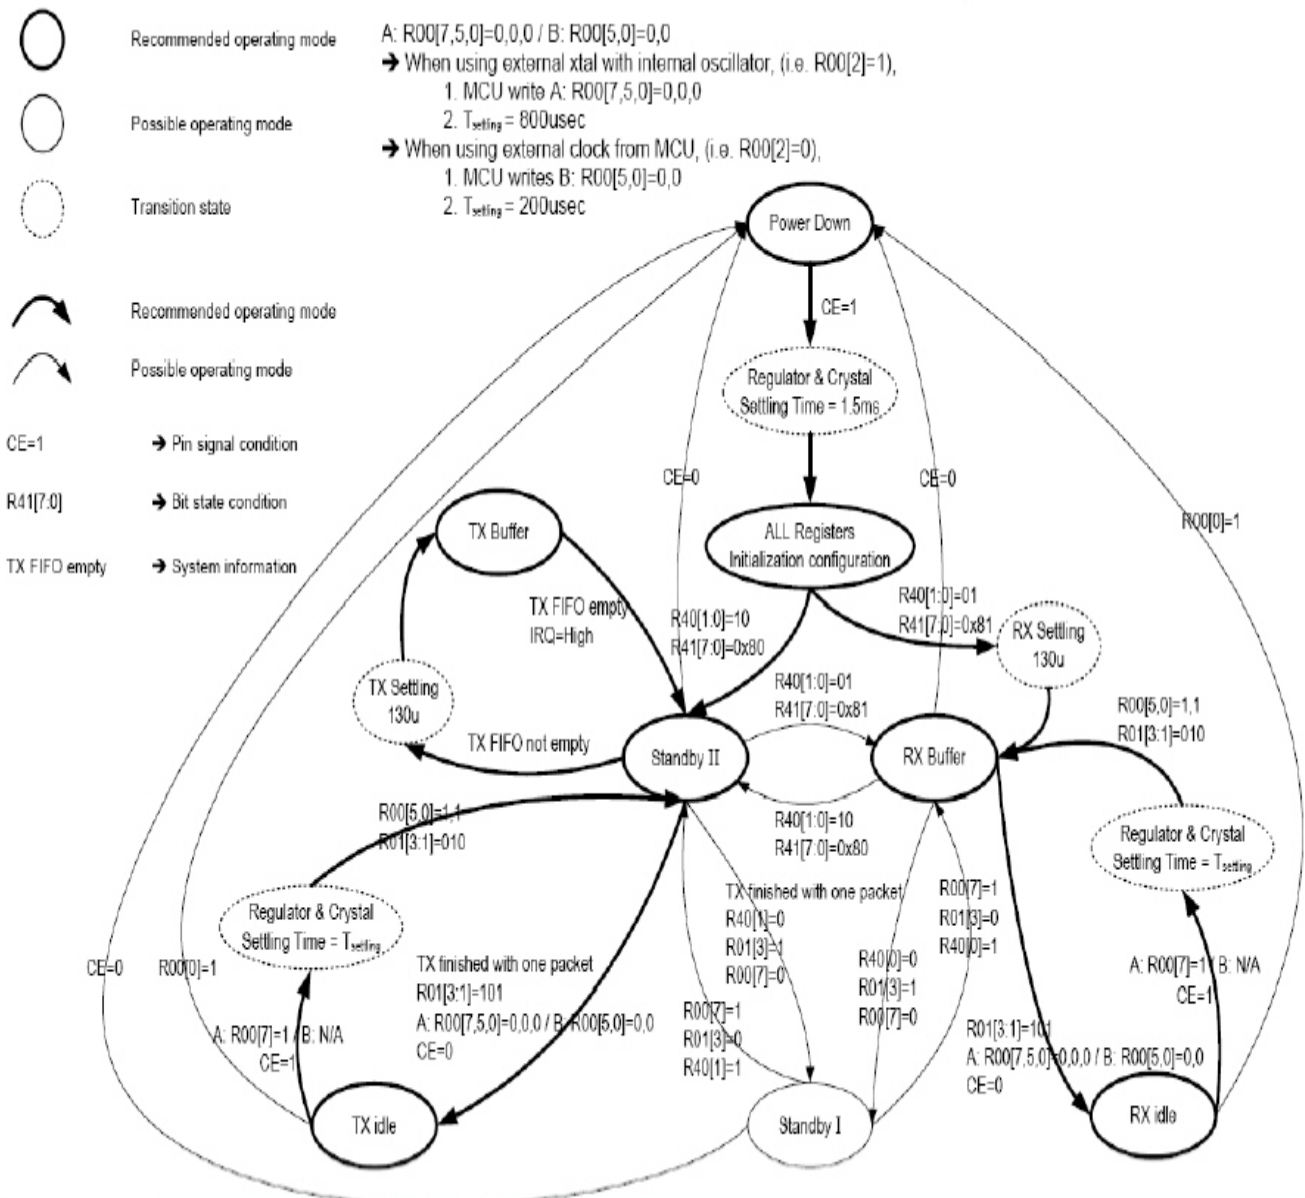 Recommended operating mode
Possible operating mode
Transition state
Recommended operating mode
Possible operating mode
CE=1 ➔ Pin signal condition
R41[7:0] ➔ Bit state condition
TX FIFO empty ➔ System information
A: R00[7,5,0]=0,0,0 / B: R00[5,0]=0,0
➔ When using external xtal with internal oscillator, (i.e. R00[2]=1),
1. MCU write A: R00[7,5,0]=0,0,0
2. Tsettling = 800usec
➔ When using external clock from MCU, (i.e. R00[2]=0),
1. MCU writes B: R00[5,0]=0,0
2. Tsettling = 200usec
Power Down
CE=1
Regulator & Crystal
Settling Time = 1.5ms
CE=0
CE=0
R00[0]=1
ALL Registers
Initialization configuration
TX Buffer
TX FIFO empty
IRQ=High
R40[1:0]=10
R41[7:0]=0x80
R40[1:0]=01
R41[7:0]=0x81
RX Settling
130u
TX Settling
130u
TX FIFO not empty
R40[1:0]=01
R41[7:0]=0x81
R00[5,0]=1,1
R01[3:1]=010
Standby II
RX Buffer
R40[1:0]=10
R41[7:0]=0x80
R00[5,0]=1,1
R01[3:1]=010
Regulator & Crystal
Settling Time = Tsettling
Regulator & Crystal
Settling Time = Tsettling
TX finished with one packet
R40[1]=0
R01[3]=1
R00[7]=0
R00[7]=1
R01[3]=0
R40[0]=1
CE=0
R00[0]=1
TX finished with one packet
R01[3:1]=101
A: R00[7,5,0]=0,0,0 / B: R00[5,0]=0,0
CE=0
R40[0]=0
R01[3]=1
R00[7]=0
A: R00[7]=1 / B: N/A
CE=1
R00[7]=1
R01[3]=0
R40[1]=1
A: R00[7]=1 / B: N/A
CE=1
R01[3:1]=101
A: R00[7,5,0]=0,0,0 / B: R00[5,0]=0,0
CE=0
TX idle
Standby I
RX idle